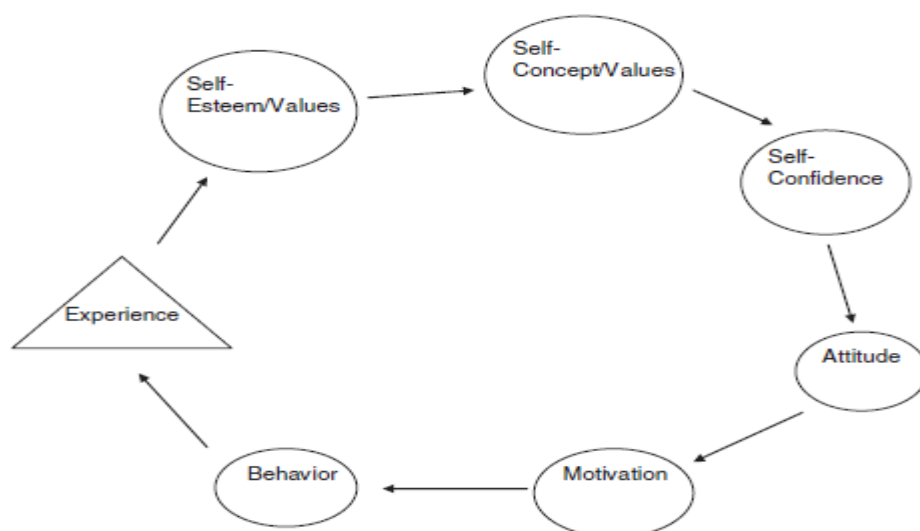 Self-
Esteem/Values
Self-
Concept/Values
Self-
Confidence
Experience
Attitude
Behavior
Motivation